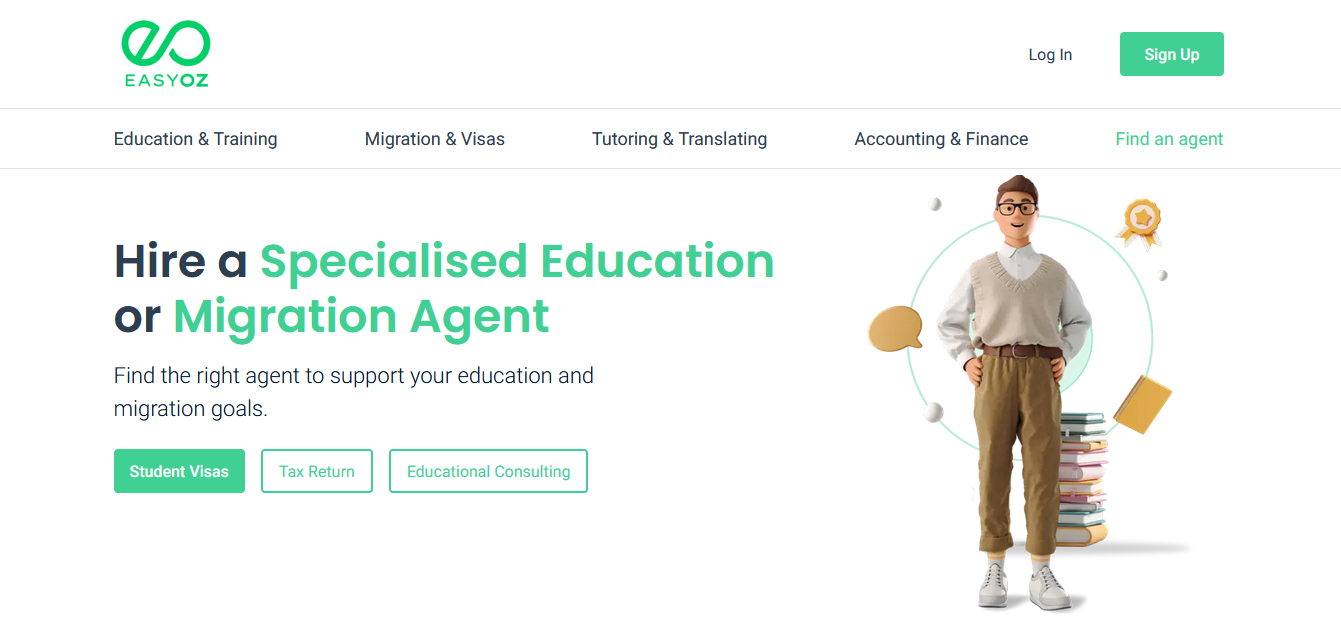 EASYOZ
Log In
Sign Up
Education & Training
Migration & Visas
Tutoring & Translating
Accounting & Finance
Find an agent
Hire a Specialised Education
or Migration Agent
Find the right agent to support your education and
migration goals.
Student Visas
Tax Return
Educational Consulting